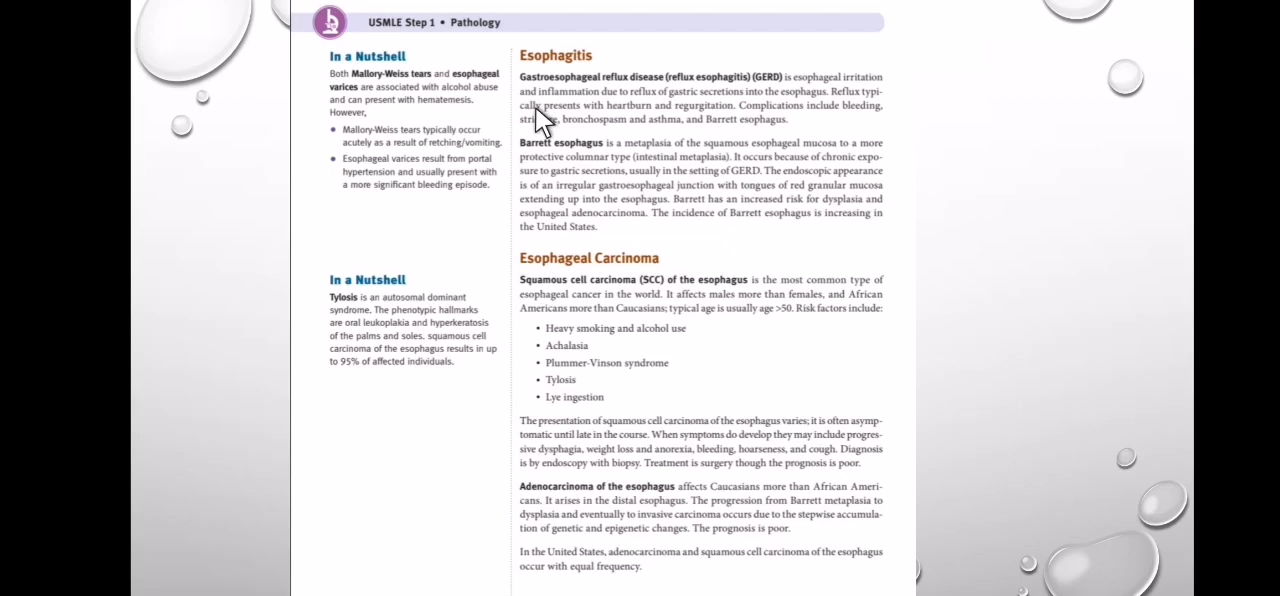 USMLE Step 1 • Pathology
In a Nutshell
Both Mallory-Weiss tears and esophageal
varices are associated with alcohol abuse
and can present with hematemesis.
However,
• Mallory-Weiss tears typically occur
acutely as a result of retching/vomiting.
• Esophageal varices result from portal
hypertension and usually present with
a more significant bleeding episode.
In a Nutshell
Tylosis is an autosomal dominant
syndrome. The phenotypic hallmarks
are oral leukoplakia and hyperkeratosis
of the palms and soles. squamous cell
carcinoma of the esophagus results in up
to 95% of affected individuals.
Esophagitis
Gastroesophageal reflux disease (reflux esophagitis) (GERD) is esophageal irritation
and inflammation due to reflux of gastric secretions into the esophagus. Reflux typi-
cally presents with heartburn and regurgitation. Complications include bleeding,
bronchospasm and asthma, and Barrett esophagus.
Barrett esophagus is a metaplasia of the squamous esophageal mucosa to a more
protective columnar type (intestinal metaplasia). It occurs because of chronic expo-
sure to gastric secretions, usually in the setting of GERD. The endoscopic appearance
is of an irregular gastroesophageal junction with tongues of red granular mucosa
extending up into the esophagus. Barrett has an increased risk for dysplasia and
esophageal adenocarcinoma. The incidence of Barrett esophagus is increasing in
the United States.
Esophageal Carcinoma
Squamous cell carcinoma (SCC) of the esophagus is the most common type of
esophageal cancer in the world. It affects males more than females, and African
Americans more than Caucasians; typical age is usually age >50. Risk factors include:
• Heavy smoking and alcohol use
• Achalasia
• Plummer-Vinson syndrome
• Tylosis
• Lye ingestion
The presentation of squamous cell carcinoma of the esophagus varies; it is often asymp-
tomatic until late in the course. When symptoms do develop they may include progres-
sive dysphagia, weight loss and anorexia, bleeding, hoarseness, and cough. Diagnosis
is by endoscopy with biopsy. Treatment is surgery though the prognosis is poor.
Adenocarcinoma of the esophagus affects Caucasians more than African Ameri-
cans. It arises in the distal esophagus. The progression from Barrett metaplasia to
dysplasia and eventually to invasive carcinoma occurs due to the stepwise accumula-
tion of genetic and epigenetic changes. The prognosis is poor.
In the United States, adenocarcinoma and squamous cell carcinoma of the esophagus
occur with equal frequency.